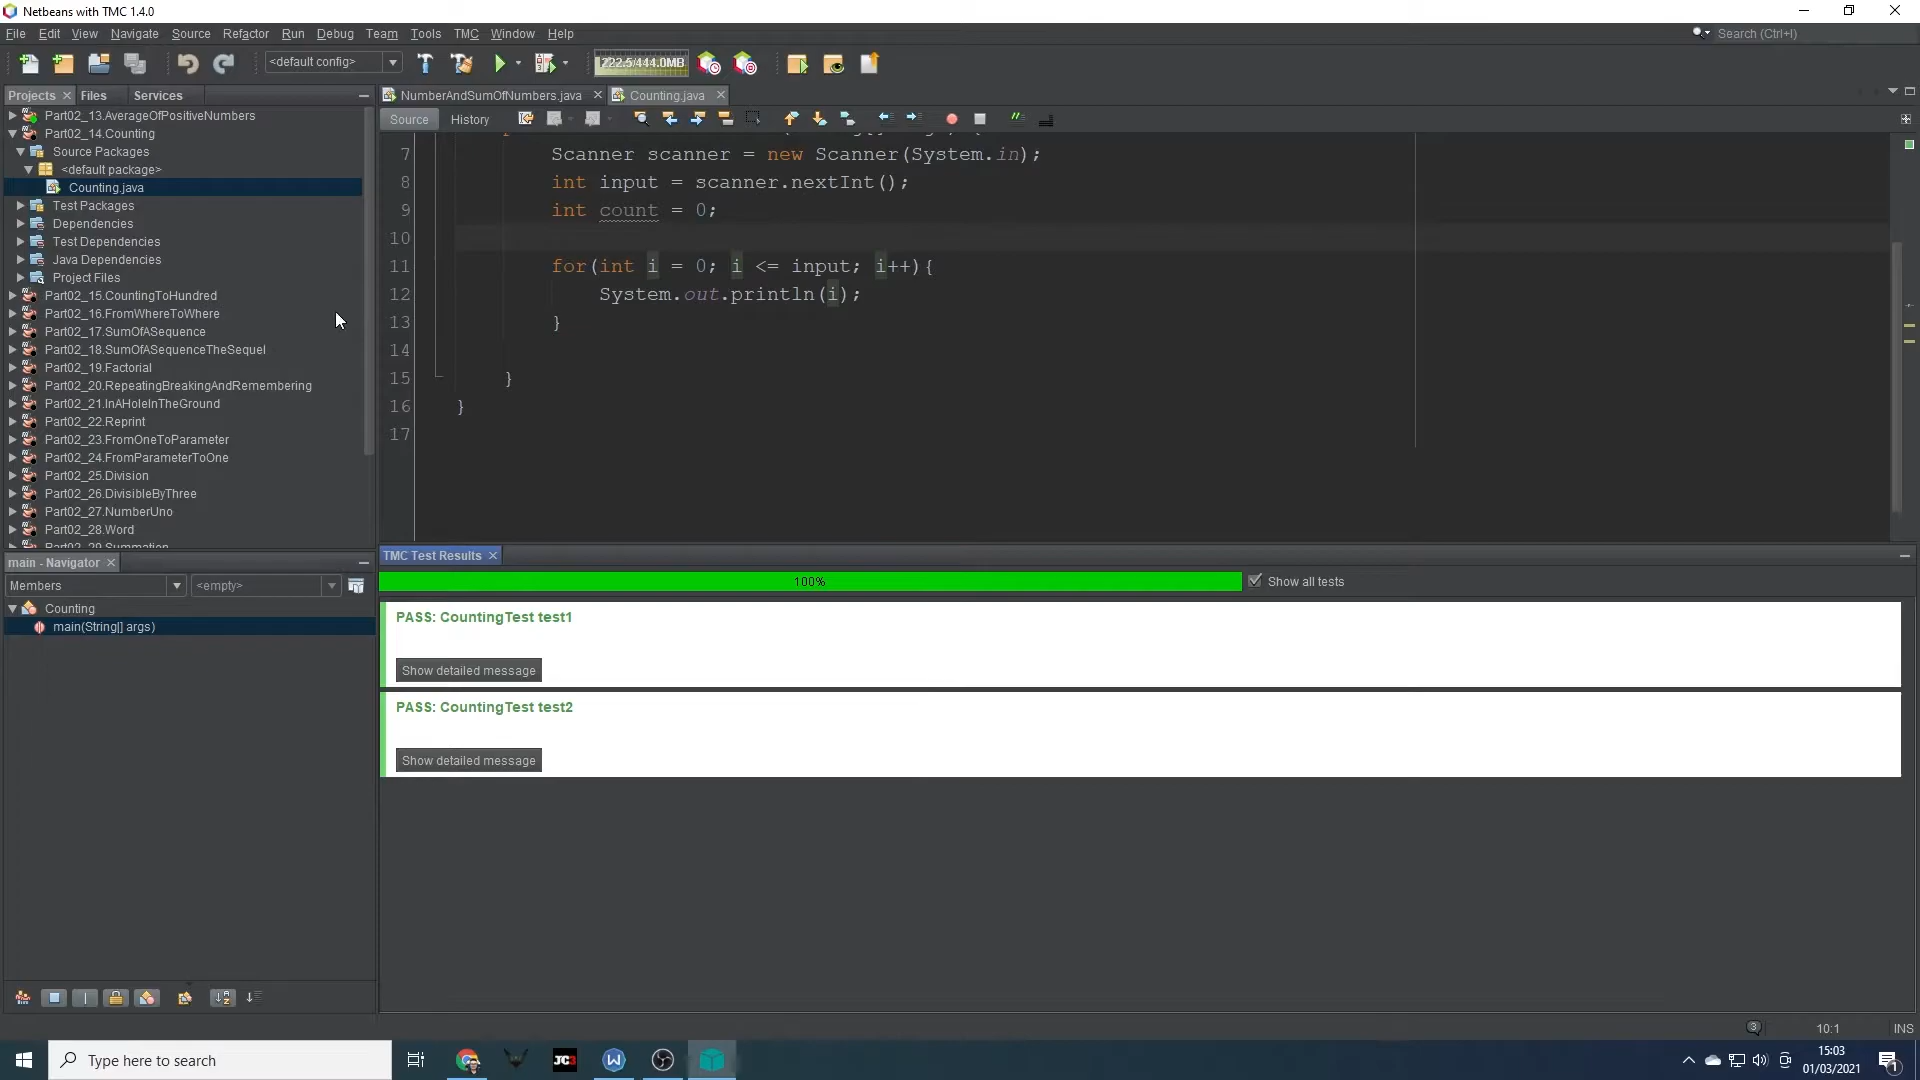 Netbeans with TMC 1.4.0
File Edit View Navigate Source Refactor Run Debug Team Tools TMC Window Help
Search (Ctrl+I)
<default config>
222.5/444.0MB
Projects Files Services
Part02_13.AverageOfPositiveNumbers
Part02_14.Counting
Source Packages
<default package>
Counting.java
Test Packages
Dependencies
Test Dependencies
Java Dependencies
Project Files
Part02_15.CountingToHundred
Part02_16.FromWhereToWhere
Part02_17.SumOfASequence
Part02_18.SumOfASequenceTheSequel
Part02_19.Factorial
Part02_20.RepeatingBreakingAndRemembering
Part02_21.InAHoleInTheGround
Part02_22.Reprint
Part02_23.FromOneToParameter
Part02_24.FromParameterToOne
Part02_25.Division
Part02_26.DivisibleByThree
Part02_27.NumberUno
Part02_28.Word
Part02_29.Summation
NumberAndSumOfNumbers.java Counting.java
Source History
7 Scanner scanner = new Scanner(System.in);
8 int input = scanner.nextInt();
9 int count = 0;
10
11 for(int i = 0; i <= input; i++){
12 System.out.println(i);
13 }
14
15 }
16 }
17
main - Navigator
Members <empty>
Counting
main(String[] args)
TMC Test Results
100% Show all tests
PASS: CountingTest test1
Show detailed message
PASS: CountingTest test2
Show detailed message
3 10:1 INS
Type here to search
JC3
W
15:03
01/03/2021
1